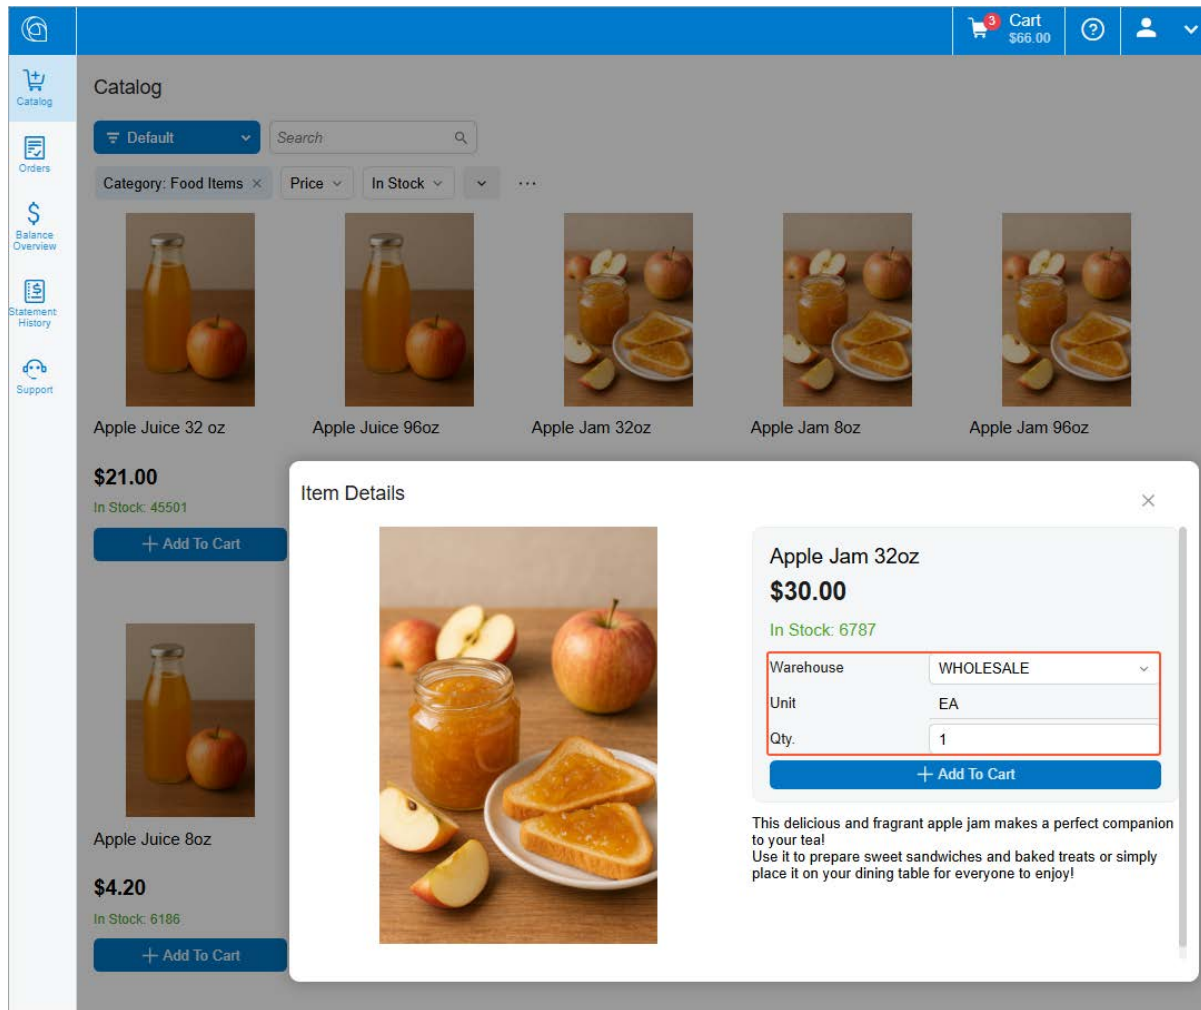 3
Cart
$66.00
Catalog
Orders
Balance
Overview
Statement
History
Support
Catalog
Default
Search
Category: Food Items
Price
In Stock
Apple Juice 32 oz
Apple Juice 96oz
Apple Jam 32oz
Apple Jam 8oz
Apple Jam 96oz
$21.00
In Stock: 45501
Add To Cart
Apple Juice 8oz
$4.20
In Stock: 6186
Add To Cart
Item Details
Apple Jam 32oz
$30.00
In Stock: 6787
Warehouse WHOLESALE
Unit EA
Qty. 1
Add To Cart
This delicious and fragrant apple jam makes a perfect companion
to your tea!
Use it to prepare sweet sandwiches and baked treats or simply
place it on your dining table for everyone to enjoy!